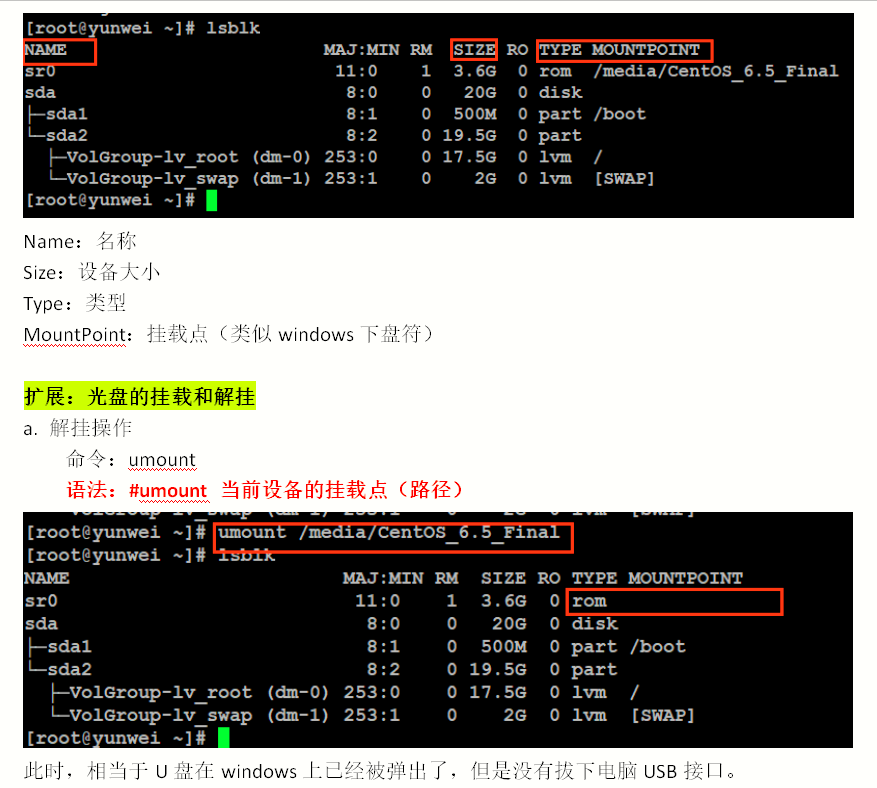 [root@yunwei ~]# lsblk
NAME MAJ:MIN RM SIZE RO TYPE MOUNTPOINT
sr0 11:0 1 3.6G 0 rom /media/CentOS_6.5_Final
sda 8:0 0 20G 0 disk
├─sda1 8:1 0 500M 0 part /boot
└─sda2 8:2 0 19.5G 0 part
├─VolGroup-lv_root (dm-0) 253:0 0 17.5G 0 lvm /
└─VolGroup-lv_swap (dm-1) 253:1 0 2G 0 lvm [SWAP]
[root@yunwei ~]#
Name：名称
Size：设备大小
Type：类型
MountPoint：挂载点（类似 windows 下盘符）
扩展：光盘的挂载和解挂
a. 解挂操作
命令：umount
语法：#umount 当前设备的挂载点（路径）
└─VolGroup-lv_swap (dm-1) 253:1 0 2G 0 lvm [SWAP]
[root@yunwei ~]# umount /media/CentOS_6.5_Final
[root@yunwei ~]# lsblk
NAME MAJ:MIN RM SIZE RO TYPE MOUNTPOINT
sr0 11:0 1 3.6G 0 rom
sda 8:0 0 20G 0 disk
├─sda1 8:1 0 500M 0 part /boot
└─sda2 8:2 0 19.5G 0 part
├─VolGroup-lv_root (dm-0) 253:0 0 17.5G 0 lvm /
└─VolGroup-lv_swap (dm-1) 253:1 0 2G 0 lvm [SWAP]
[root@yunwei ~]#
此时，相当于 U 盘在 windows 上已经被弹出了，但是没有拔下电脑 USB 接口。